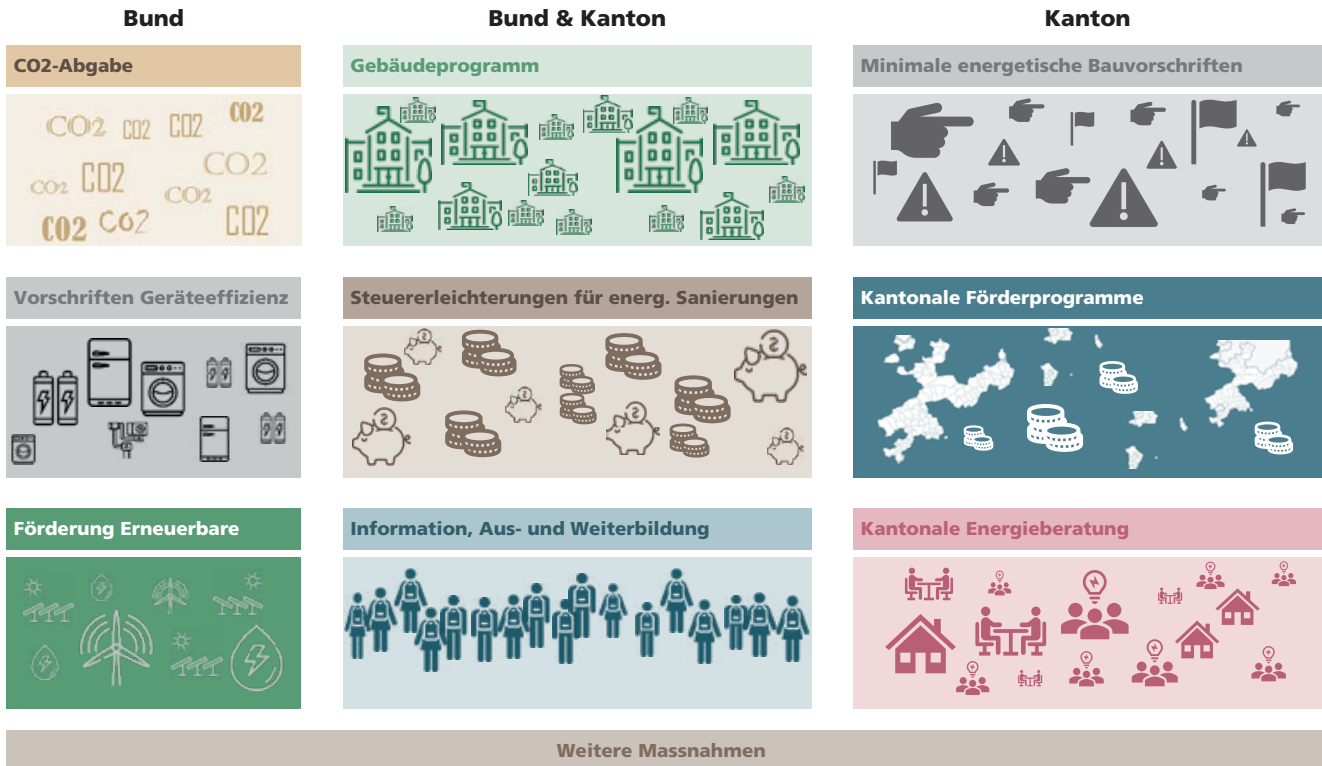 Bund
Bund & Kanton
Kanton
CO2-Abgabe
Gebäudeprogramm
Minimale energetische Bauvorschriften
CO2 CO2 CO2 CO2
CO2 CO2 CO2
CO2
CO2 CO2 CO2
Vorschriften Geräteeffizienz
Steuererleichterungen für energ. Sanierungen
Kantonale Förderprogramme
Förderung Erneuerbare
Information, Aus- und Weiterbildung
Kantonale Energieberatung
Weitere Massnahmen